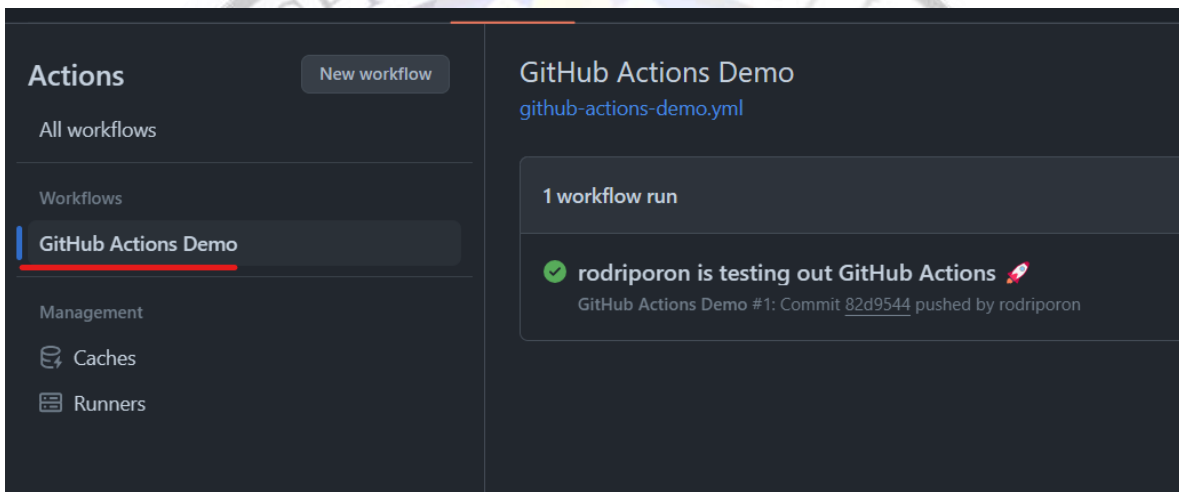 Actions
New workflow
All workflows
Workflows
GitHub Actions Demo
Management
Caches
Runners
GitHub Actions Demo
github-actions-demo.yml
1 workflow run
rodriporon is testing out GitHub Actions 🚀
GitHub Actions Demo #1: Commit 82d9544 pushed by rodriporon